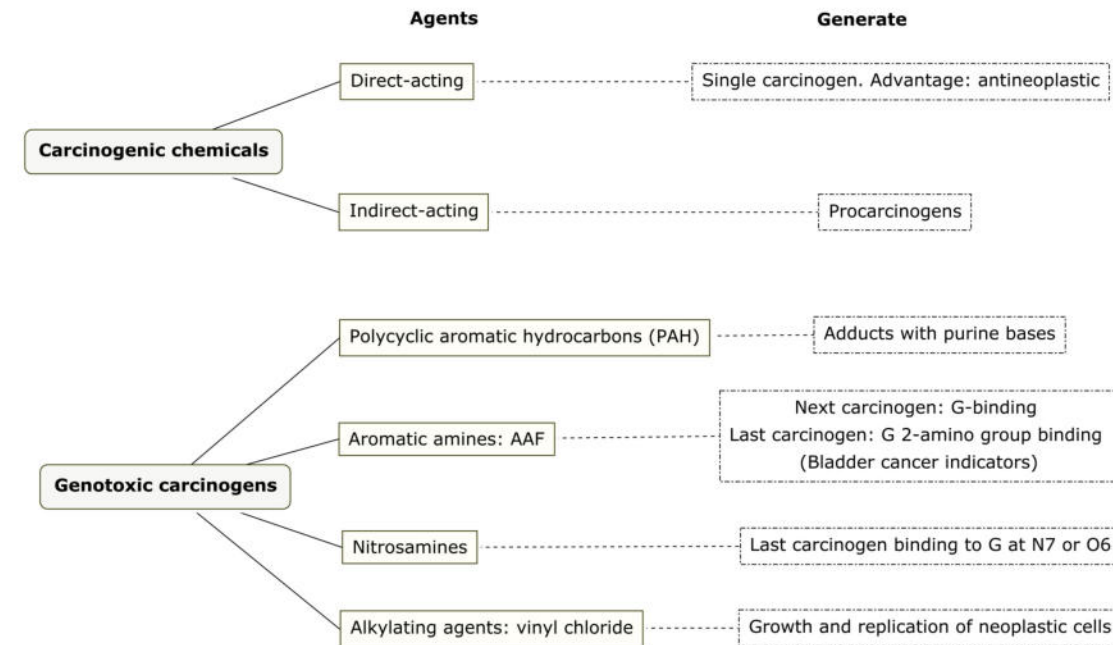 Agents
Generate
Direct-acting
Single carcinogen. Advantage: antineoplastic
Carcinogenic chemicals
Indirect-acting
Procarcinogens
Polycyclic aromatic hydrocarbons (PAH)
Adducts with purine bases
Next carcinogen: G-binding
Aromatic amines: AAF
Last carcinogen: G 2-amino group binding
(Bladder cancer indicators)
Genotoxic carcinogens
Nitrosamines
Last carcinogen binding to G at N7 or O6
Alkylating agents: vinyl chloride
Growth and replication of neoplastic cells